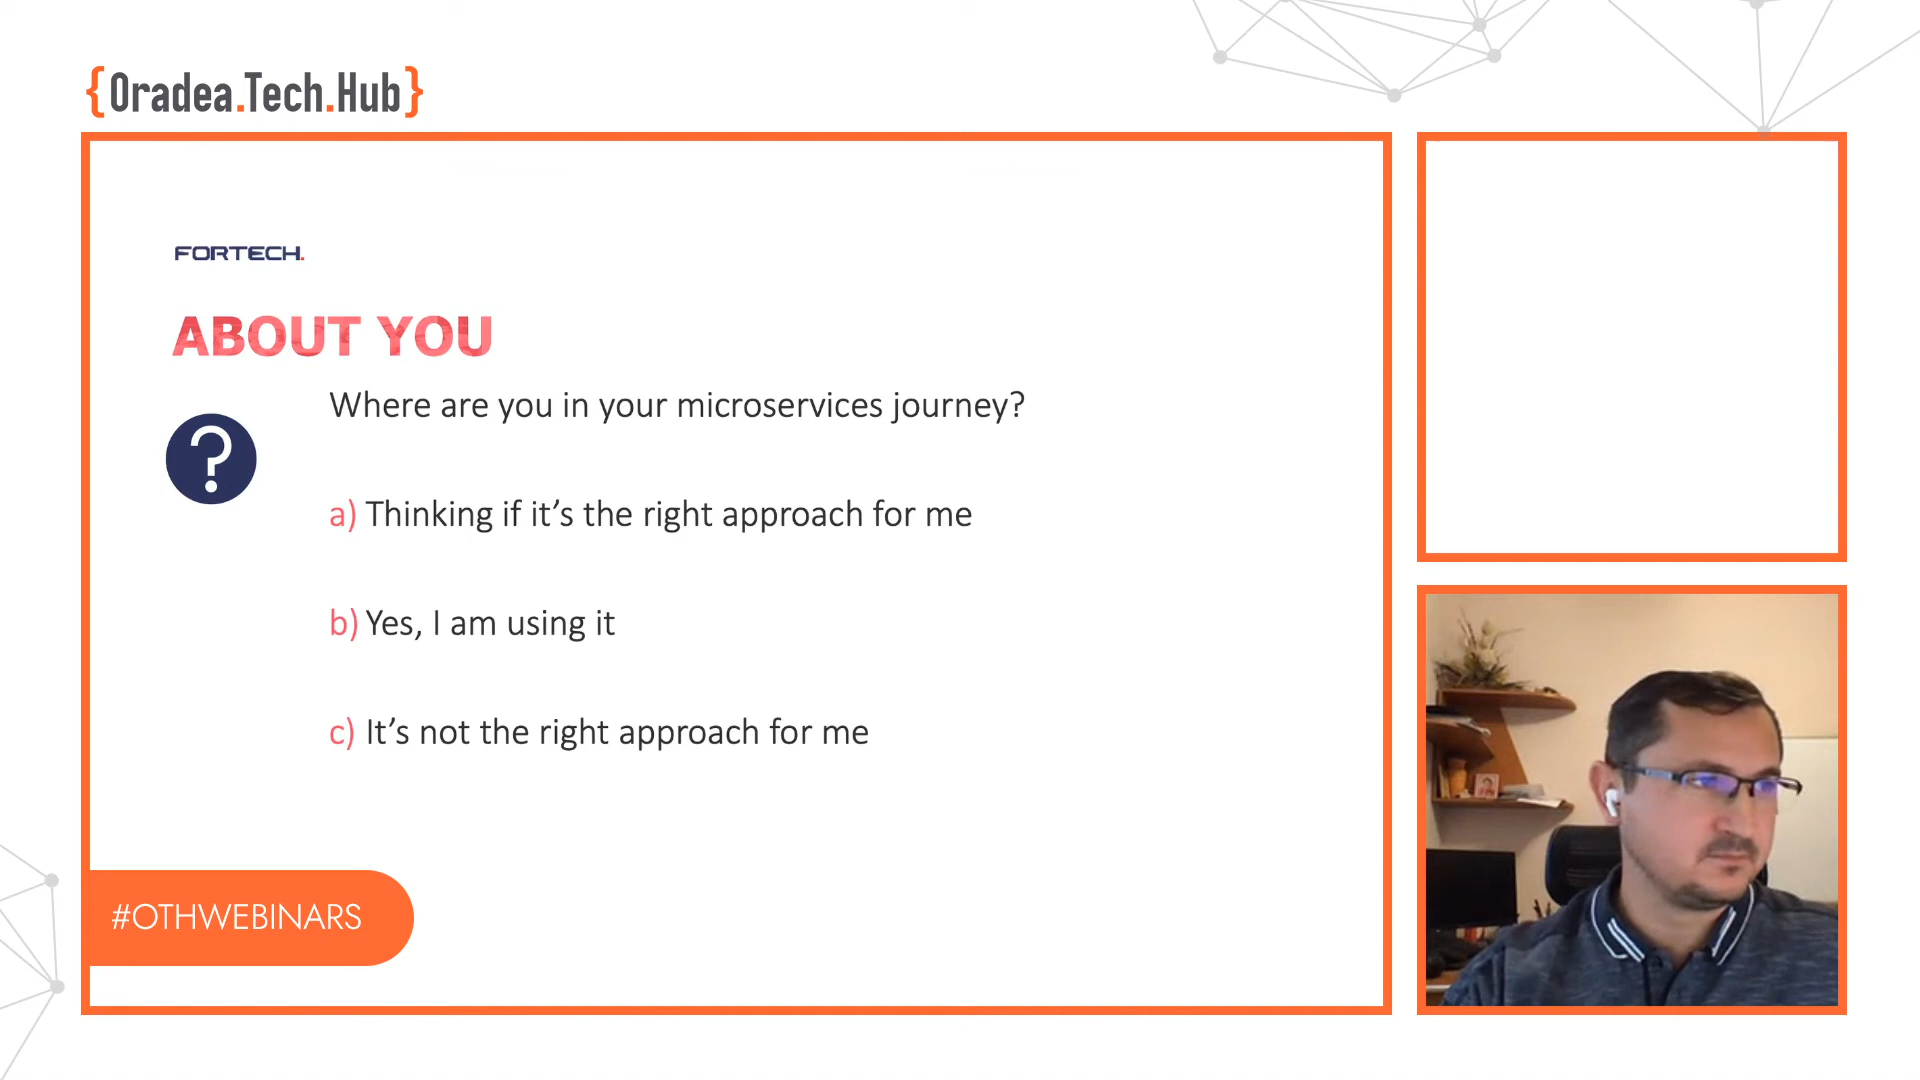 {Oradea.Tech.Hub}
FORTECH.
ABOUT YOU
?
Where are you in your microservices journey?
a) Thinking if it’s the right approach for me
b) Yes, I am using it
c) It’s not the right approach for me
#OTHWEBINARS